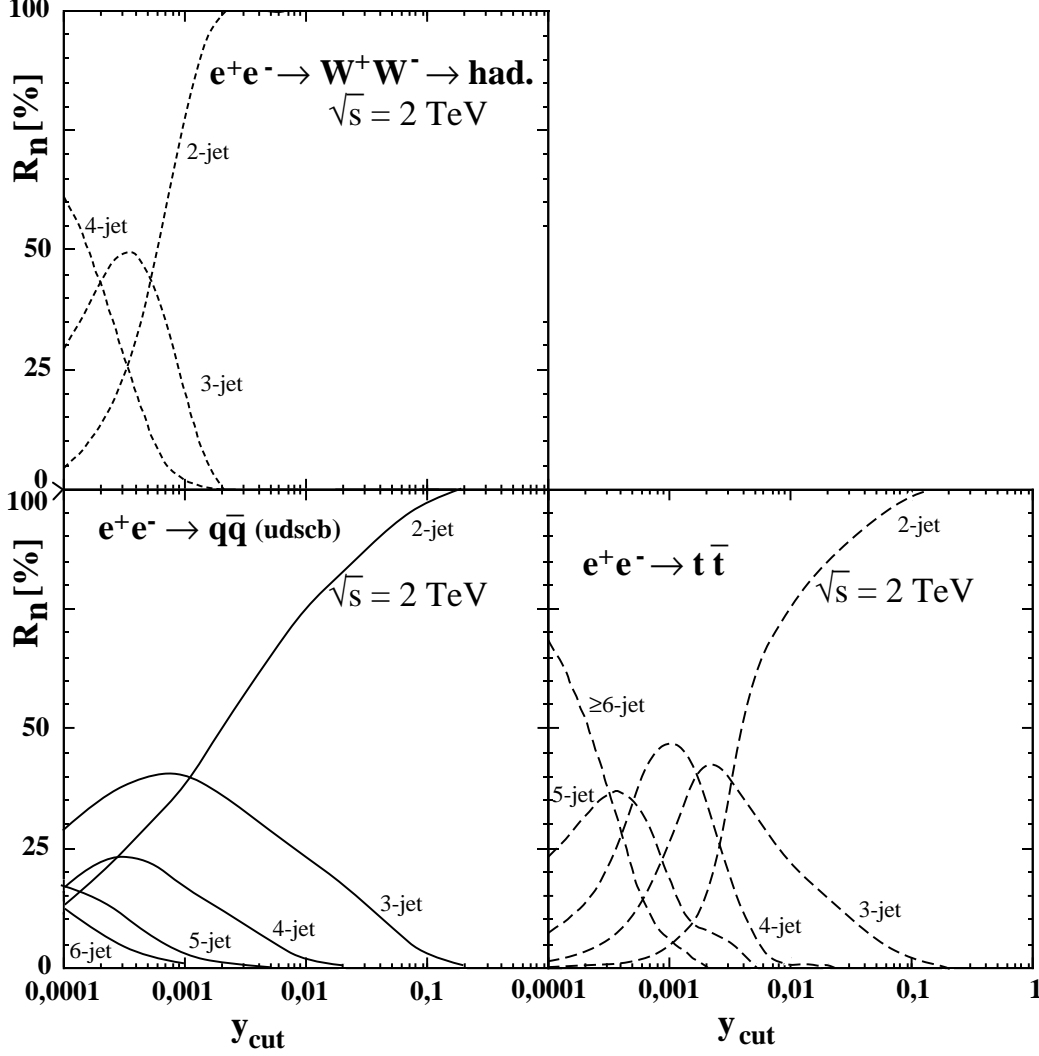 100
e⁺e⁻ → W⁺W⁻ → had.
√s = 2 TeV
Rₙ [%]
2-jet
4-jet
50
25
3-jet
0
100
e⁺e⁻ → qq̅ (udscb)
2-jet
√s = 2 TeV
Rₙ [%]
50
25
3-jet
4-jet
5-jet
6-jet
0
0,0001 0,001 0,01 0,1
y_cut
2-jet
e⁺e⁻ → t t̅
√s = 2 TeV
≥6-jet
5-jet
3-jet
4-jet
0,0001 0,001 0,01 0,1 1
y_cut